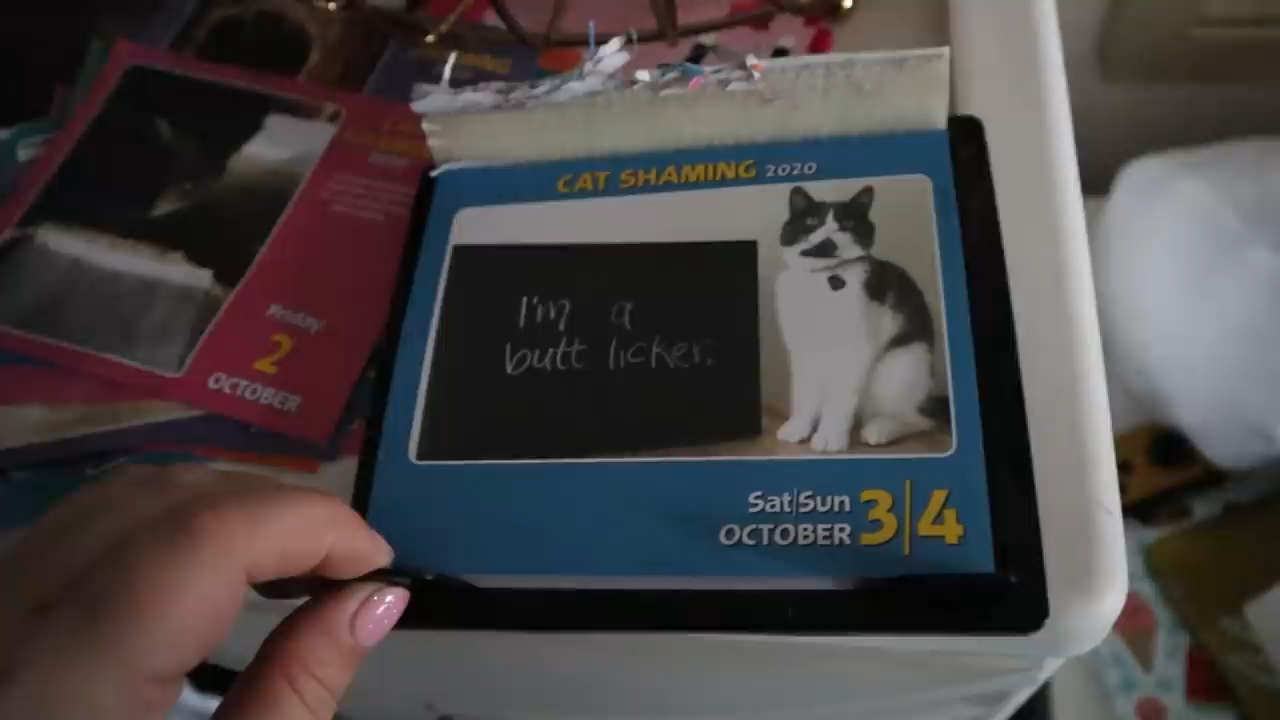 CAT SHAMING 2020
I'm a
butt licker.
Sat|Sun
OCTOBER 3|4
Friday
2
OCTOBER